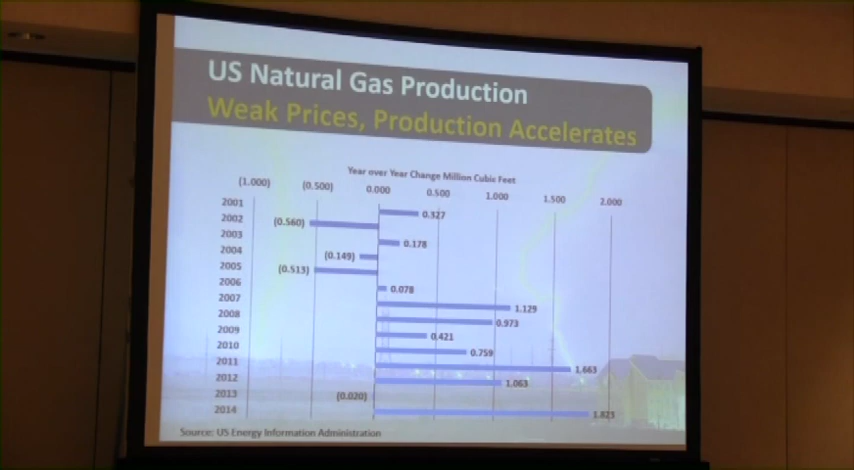 US Natural Gas Production
Weak Prices, Production Accelerates
Year over Year Change Million Cubic Feet
(1.000) (0.500) 0.000 0.500 1.000 1.500 2.000
2001 0.327
2002 (0.560)
2003 0.178
2004 (0.149)
2005 (0.513)
2006 0.078
2007 1.129
2008 0.973
2009 0.421
2010 0.759
2011 1.663
2012 1.063
2013 (0.020)
2014 1.823
Source: US Energy Information Administration